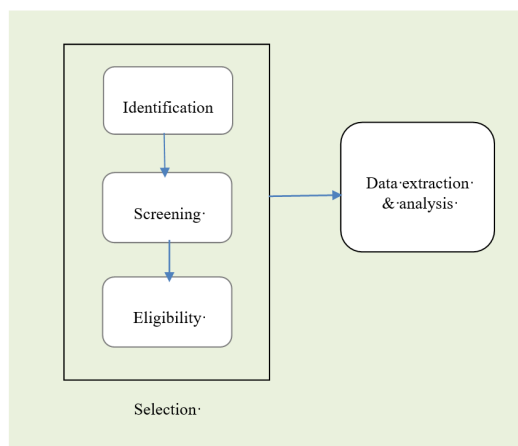 Identification
Screening·
Eligibility·
Selection·
Data·extraction·
&·analysis·